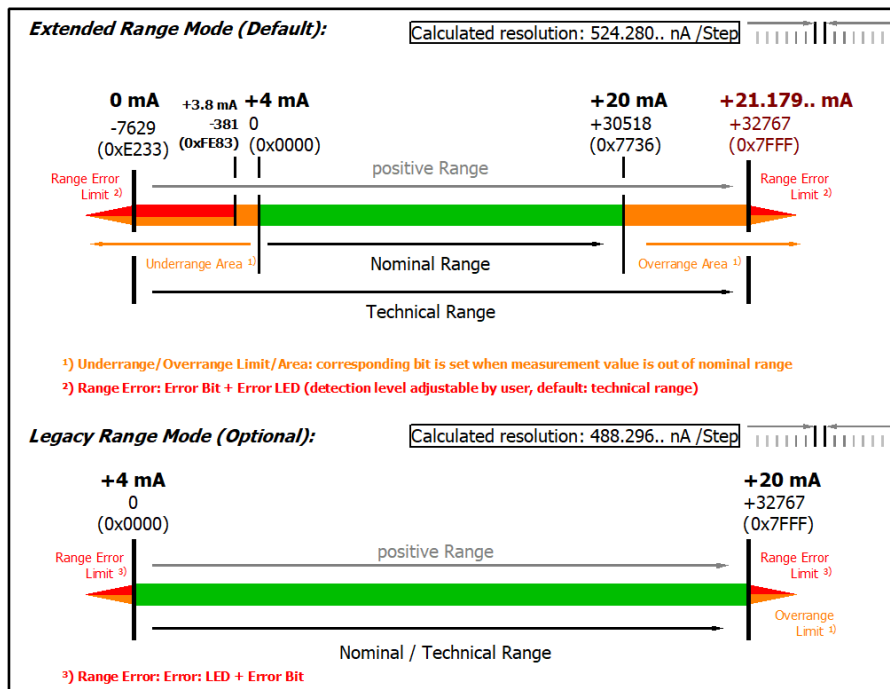 Extended Range Mode (Default):
Calculated resolution: 524.280.. nA /Step
0 mA
-7629
(0xE233)
+3.8 mA
-381
(0xFE83)
+4 mA
0
(0x0000)
+20 mA
+30518
(0x7736)
+21.179.. mA
+32767
(0x7FFF)
Range Error
Limit ²)
positive Range
Range Error
Limit ²)
Underrange Area ¹)
Nominal Range
Overrange Area ¹)
Technical Range
¹) Underrange/Overrange Limit/Area: corresponding bit is set when measurement value is out of nominal range
²) Range Error: Error Bit + Error LED (detection level adjustable by user, default: technical range)
Legacy Range Mode (Optional):
Calculated resolution: 488.296.. nA /Step
+4 mA
0
(0x0000)
+20 mA
+32767
(0x7FFF)
Range Error
Limit ³)
positive Range
Range Error
Limit ³)
Overrange
Limit ¹)
Nominal / Technical Range
³) Range Error: Error: LED + Error Bit